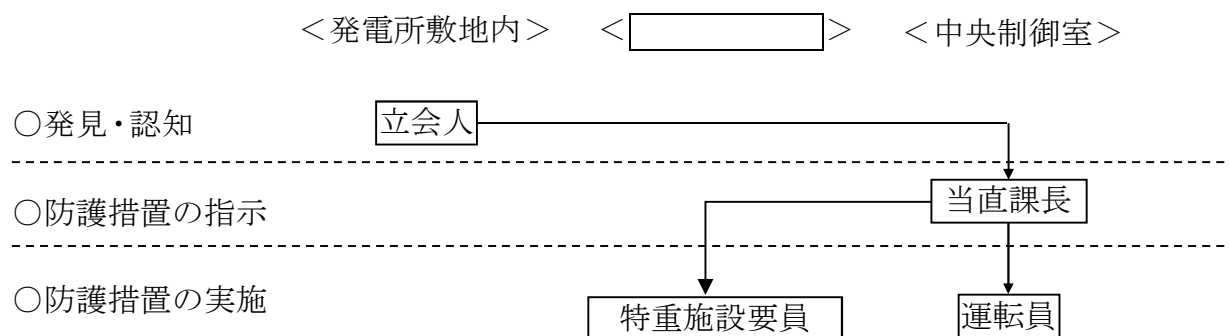 ＜発電所敷地内＞ ＜ ＞ ＜中央制御室＞
○発見・認知 立会人
当直課長
○防護措置の指示
○防護措置の実施 特重施設要員 運転員